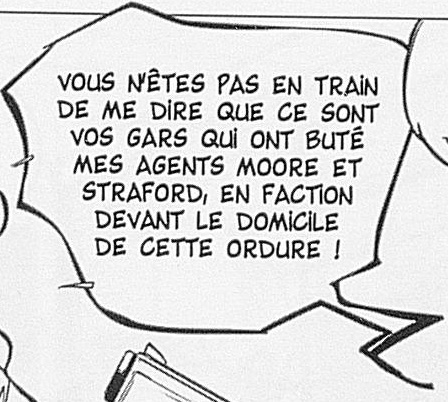 VOUS N'ÊTES PAS EN TRAIN
DE ME DIRE QUE CE SONT
VOS GARS QUI ONT BUTÉ
MES AGENTS MOORE ET
STRAFORD, EN FACTION
DEVANT LE DOMICILE
DE CETTE ORDURE !